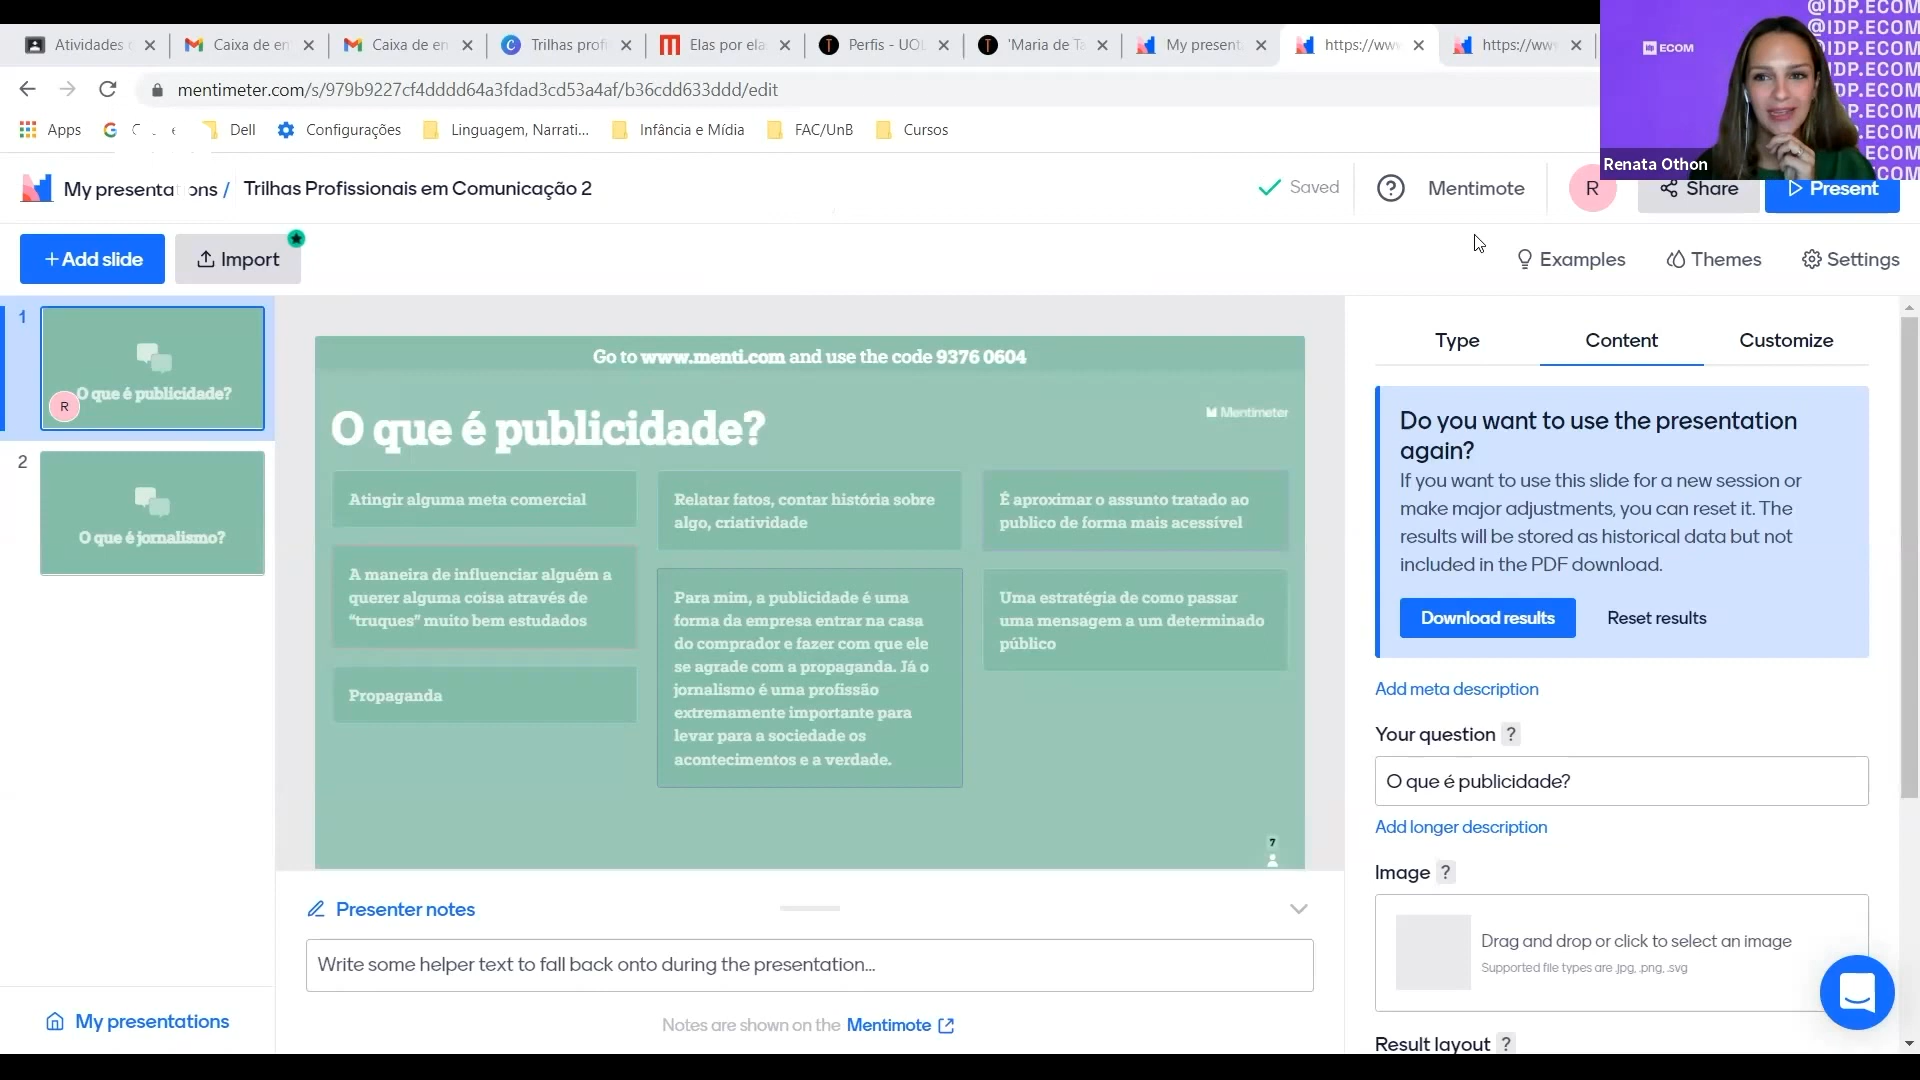 Atividades
Caixa de en
Caixa de en
Trilhas profi
Elas por ela
Perfis - UOL
'Maria de Ta
My present
https://www
https://www
@IDP.ECOM
@IDP.ECOM
ECOM
mentimeter.com/s/979b9227cf4dddd64a3fdad3cd53a4af/b36cdd633ddd/edit
Apps
Dell
Configurações
Linguagem, Narrati...
Infância e Mídia
FAC/UnB
Cursos
Renata Othon
My presentations / Trilhas Profissionais em Comunicação 2
Saved
Mentimote
R
Share
Present
+ Add slide
Import
Examples
Themes
Settings
1
O que é publicidade?
R
2
O que é jornalismo?
Go to www.menti.com and use the code 9376 0604
Mentimeter
O que é publicidade?
Atingir alguma meta comercial
A maneira de influenciar alguém a
querer alguma coisa através de
“truques” muito bem estudados
Propaganda
Relatar fatos, contar história sobre
algo, criatividade
Para mim, a publicidade é uma
forma da empresa entrar na casa
do comprador e fazer com que ele
se agrade com a propaganda. Já o
jornalismo é uma profissão
extremamente importante para
levar para a sociedade os
acontecimentos e a verdade.
É aproximar o assunto tratado ao
publico de forma mais acessível
Uma estratégia de como passar
uma mensagem a um determinado
público
7
Presenter notes
Write some helper text to fall back onto during the presentation...
Notes are shown on the Mentimote
My presentations
Type
Content
Customize
Do you want to use the presentation
again?
If you want to use this slide for a new session or
make major adjustments, you can reset it. The
results will be stored as historical data but not
included in the PDF download.
Download results
Reset results
Add meta description
Your question ?
O que é publicidade?
Add longer description
Image ?
Drag and drop or click to select an image
Supported file types are .jpg, .png, .svg
Result layout ?